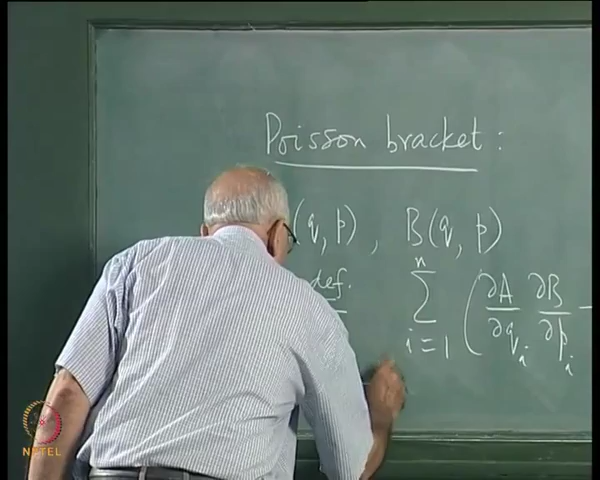 Poisson bracket :
(q, p) , B(q, p)
def. n
∑ ( ∂A/∂q_i ∂B/∂p_i −
i = 1
NPTEL